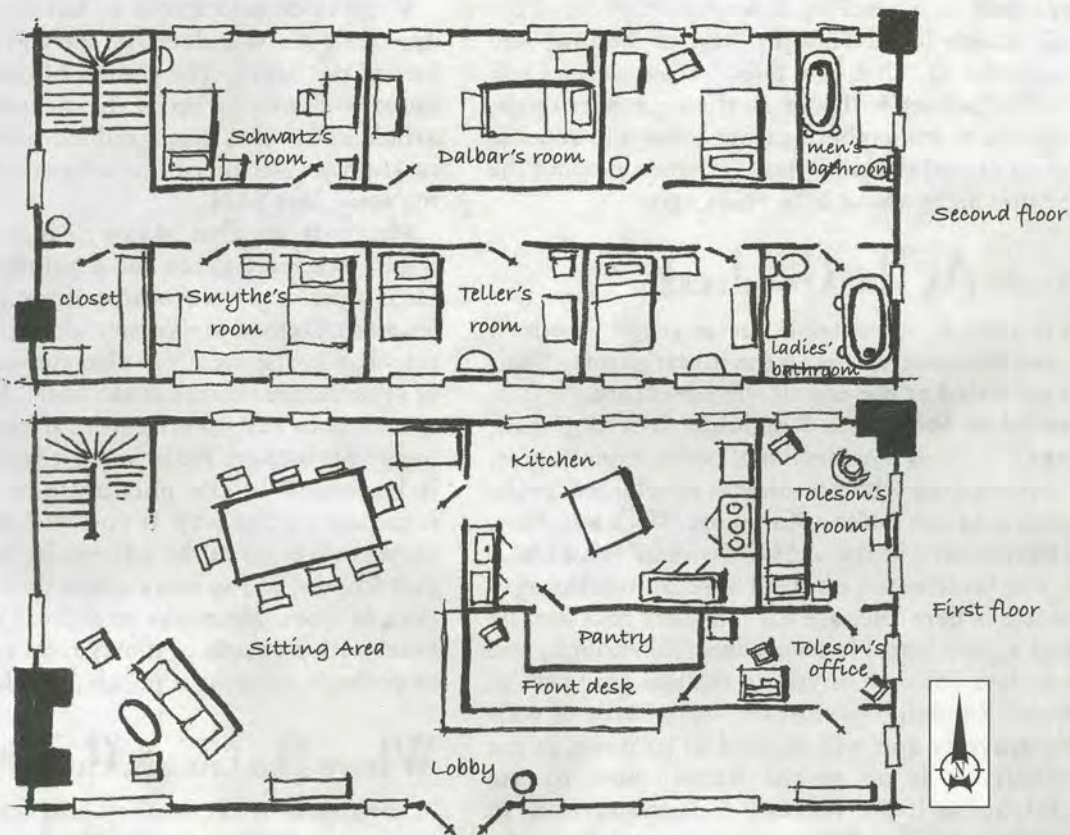 Schwartz's
room
Dalbar's room
men's
bathroom
Second floor
closet
Smythe's
room
Teller's
room
ladies'
bathroom
Kitchen
Toleson's
room
First floor
Sitting Area
Pantry
Toleson's
office
Front desk
Lobby
N